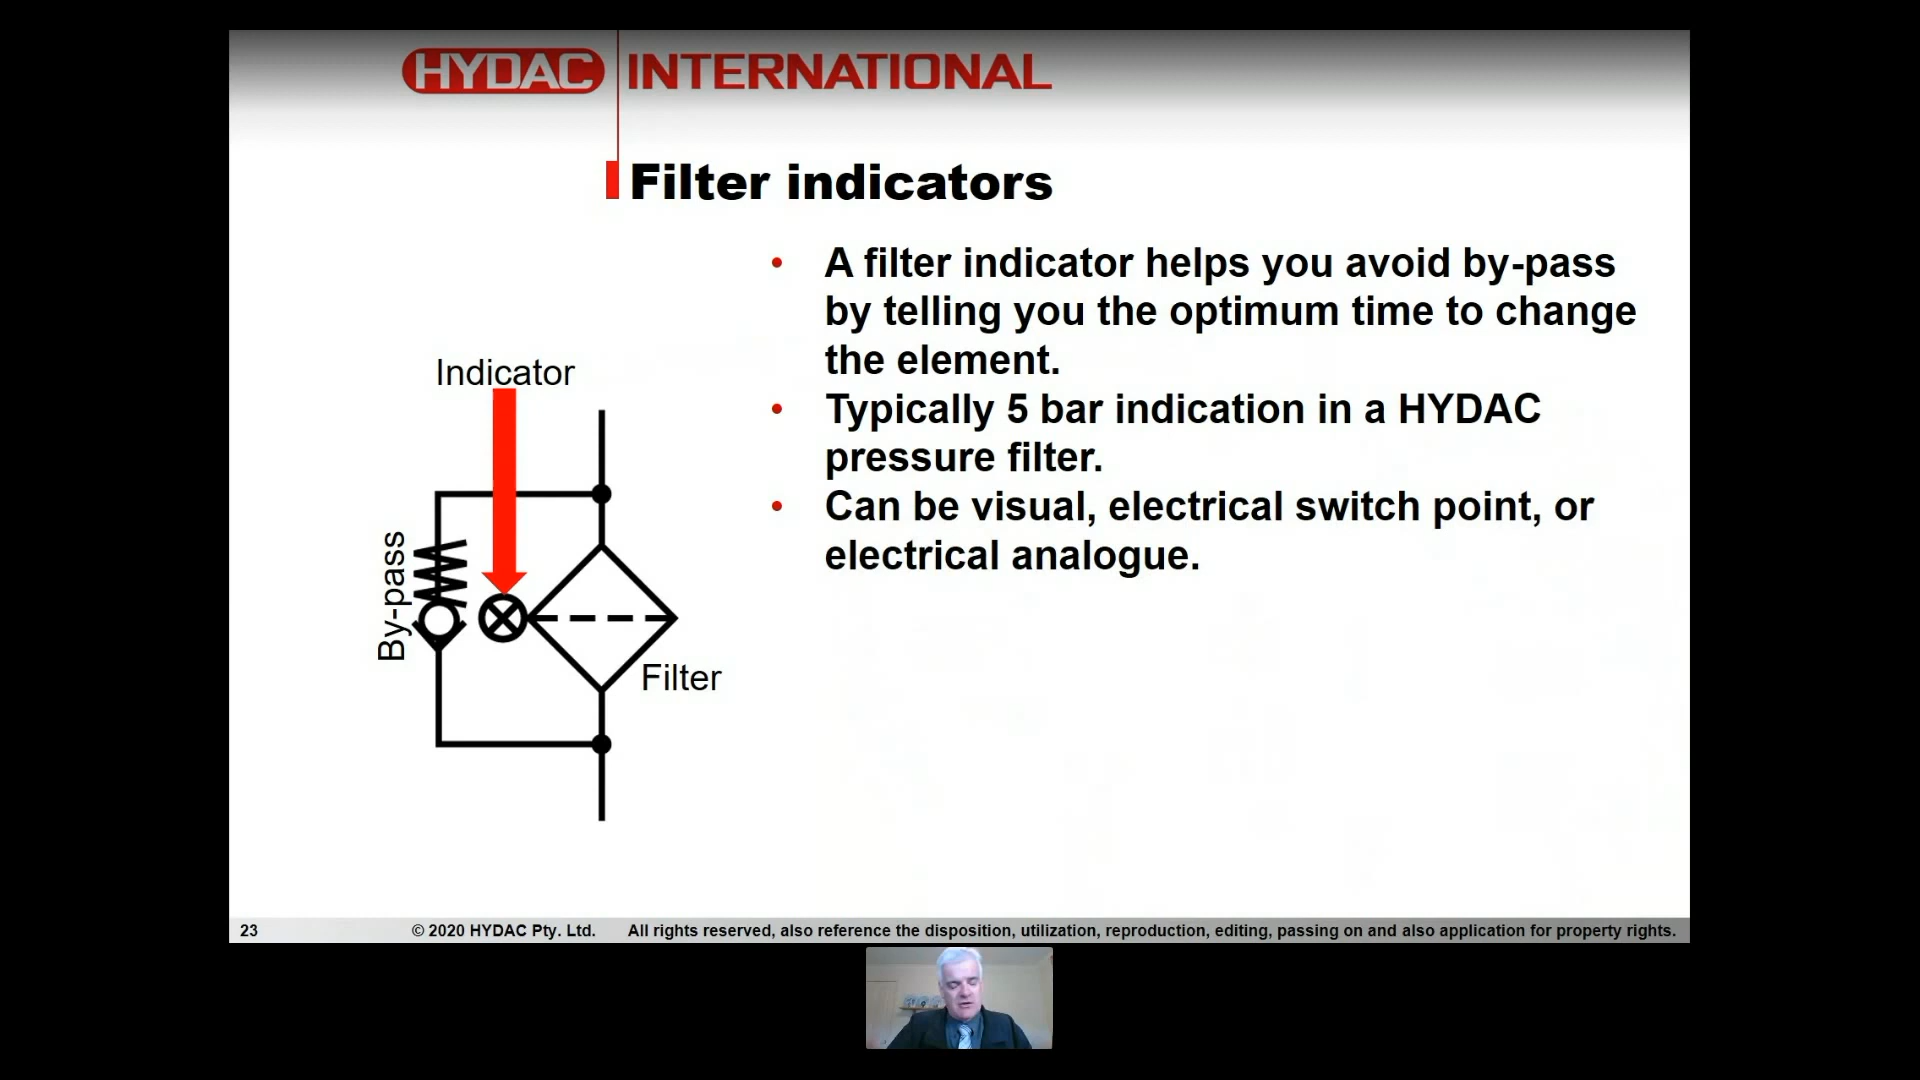 HYDAC INTERNATIONAL
Filter indicators
• A filter indicator helps you avoid by-pass
by telling you the optimum time to change
the element.
• Typically 5 bar indication in a HYDAC
pressure filter.
• Can be visual, electrical switch point, or
electrical analogue.
Indicator
By-pass
Filter
23 © 2020 HYDAC Pty. Ltd. All rights reserved, also reference the disposition, utilization, reproduction, editing, passing on and also application for property rights.